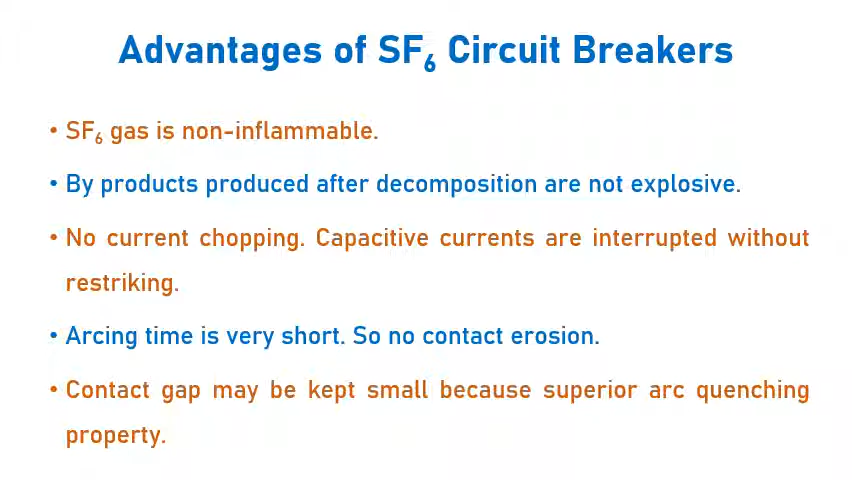 Advantages of SF₆ Circuit Breakers
• SF₆ gas is non-inflammable.
• By products produced after decomposition are not explosive.
• No current chopping. Capacitive currents are interrupted without
restriking.
• Arcing time is very short. So no contact erosion.
• Contact gap may be kept small because superior arc quenching
property.